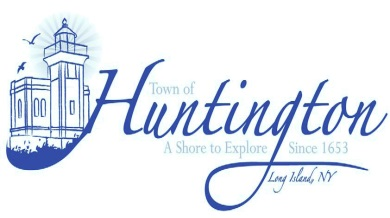 Town of
Huntington
A Shore to Explore Since 1653
Long Island, NY